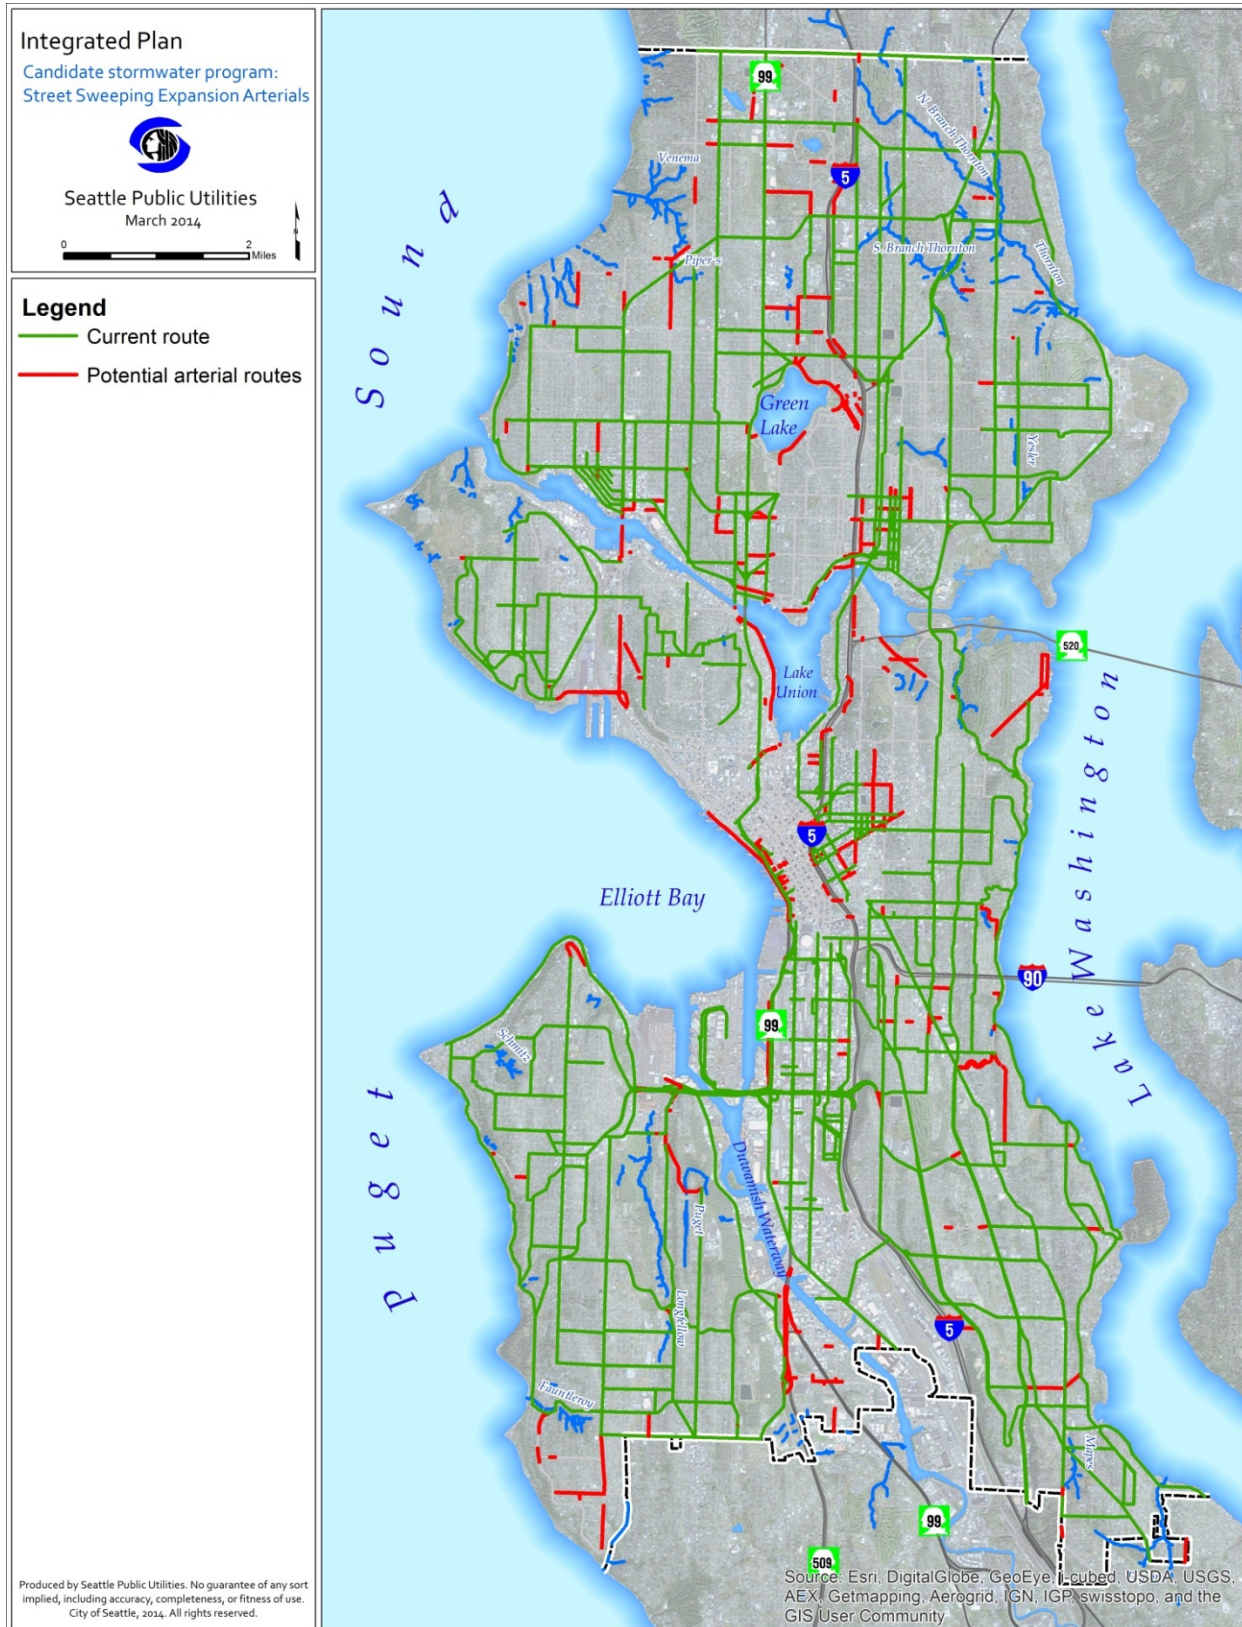 Integrated Plan
Candidate stormwater program:
Street Sweeping Expansion Arterials
Seattle Public Utilities
March 2014
0 2
Miles
N
Legend
Current route
Potential arterial routes
Produced by Seattle Public Utilities. No guarantee of any sort
implied, including accuracy, completeness, or fitness of use.
City of Seattle, 2014. All rights reserved.
99
N. Branch Thornton
Venema
5
S. Branch Thornton
Piper's
Thornton
Puget Sound
Green
Lake
Yesler
520
Lake
Union
Lake Washington
5
Elliott Bay
90
99
Schmitz
Duwamish Waterway
Puget
Longfellow
5
Fauntleroy
Mapes
99
509
Source: Esri, DigitalGlobe, GeoEye, i-cubed, USDA, USGS,
AEX, Getmapping, Aerogrid, IGN, IGP, swisstopo, and the
GIS User Community